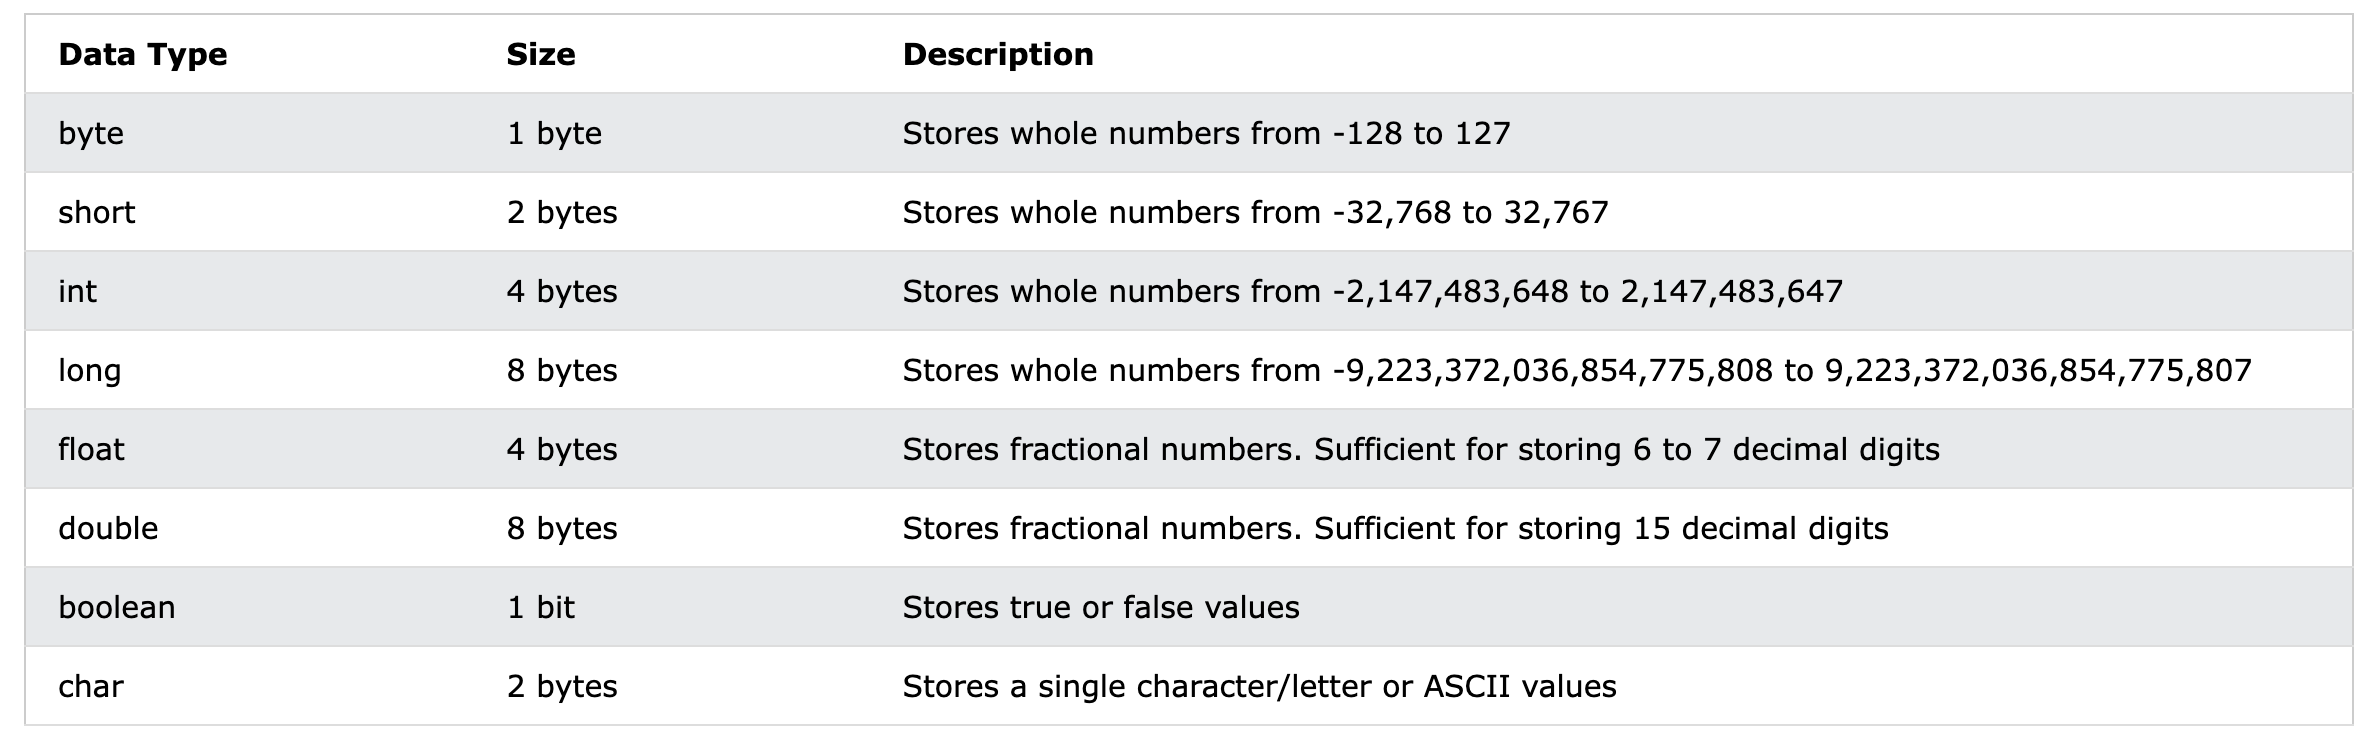 Data Type Size Description
byte 1 byte Stores whole numbers from -128 to 127
short 2 bytes Stores whole numbers from -32,768 to 32,767
int 4 bytes Stores whole numbers from -2,147,483,648 to 2,147,483,647
long 8 bytes Stores whole numbers from -9,223,372,036,854,775,808 to 9,223,372,036,854,775,807
float 4 bytes Stores fractional numbers. Sufficient for storing 6 to 7 decimal digits
double 8 bytes Stores fractional numbers. Sufficient for storing 15 decimal digits
boolean 1 bit Stores true or false values
char 2 bytes Stores a single character/letter or ASCII values